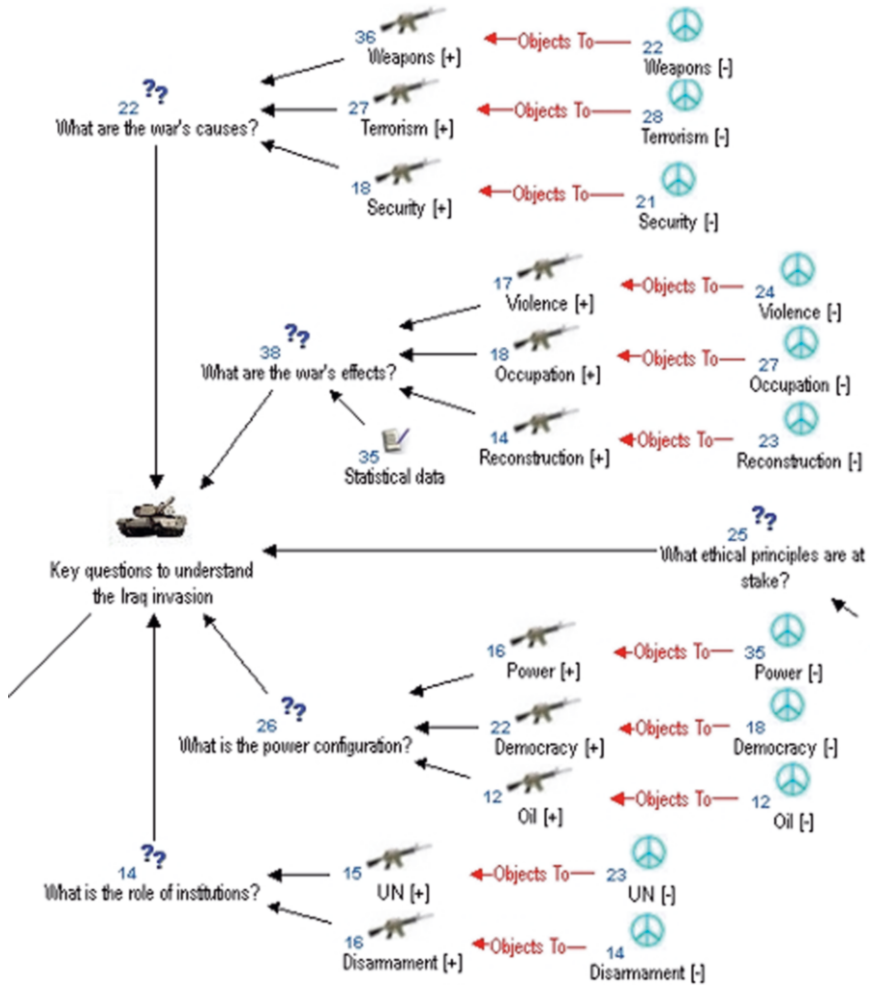 36
Weapons [+]
Objects To
22
Weapons [-]
??
22
What are the war's causes?
27
Terrorism [+]
Objects To
28
Terrorism [-]
18
Security [+]
Objects To
21
Security [-]
17
Violence [+]
Objects To
24
Violence [-]
??
38
What are the war's effects?
18
Occupation [+]
Objects To
27
Occupation [-]
14
Reconstruction [+]
Objects To
23
Reconstruction [-]
35
Statistical data
Key questions to understand
the Iraq invasion
??
25
What ethical principles are at
stake?
16
Power [+]
Objects To
35
Power [-]
??
26
What is the power configuration?
22
Democracy [+]
Objects To
18
Democracy [-]
12
Oil [+]
Objects To
12
Oil [-]
??
14
What is the role of institutions?
15
UN [+]
Objects To
23
UN [-]
16
Disarmament [+]
Objects To
14
Disarmament [-]